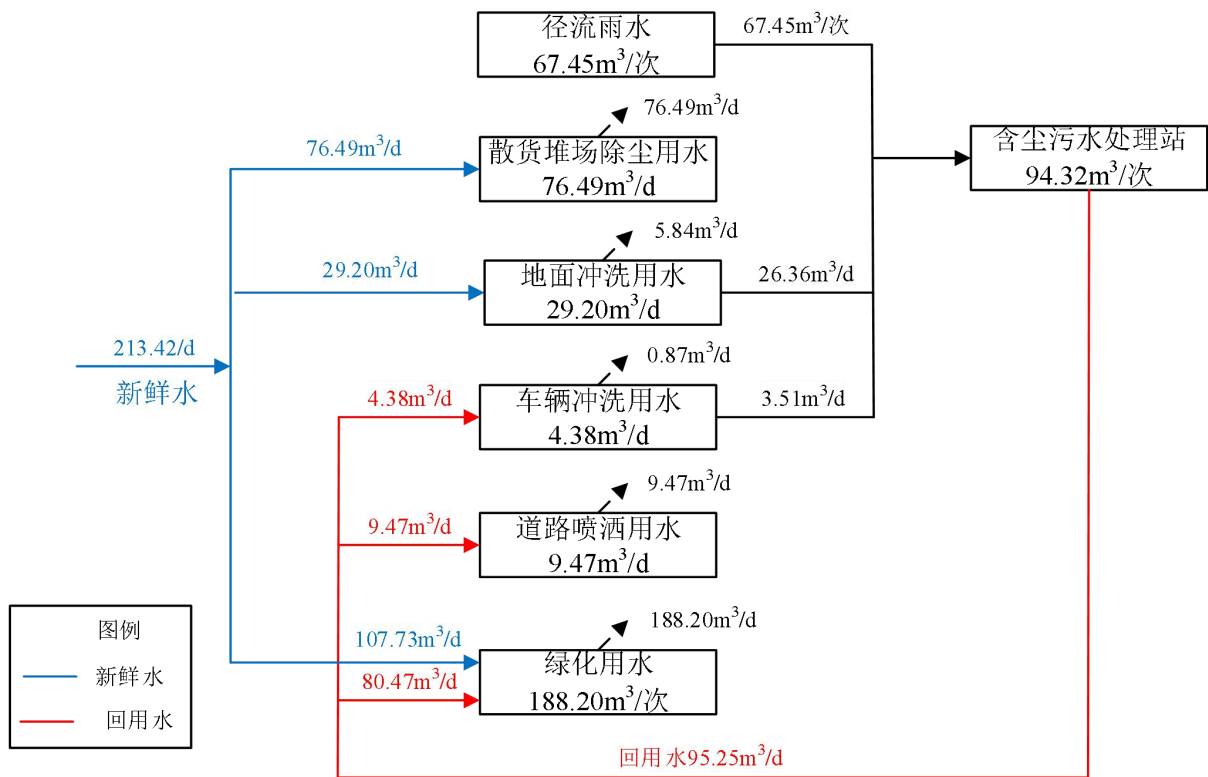 径流雨水
67.45m³/次
67.45m³/次
76.49m³/d
76.49m³/d
散货堆场除尘用水
76.49m³/d
含尘污水处理站
94.32m³/次
5.84m³/d
29.20m³/d
地面冲洗用水
29.20m³/d
26.36m³/d
213.42/d
新鲜水
0.87m³/d
4.38m³/d
车辆冲洗用水
4.38m³/d
3.51m³/d
9.47m³/d
9.47m³/d
道路喷洒用水
9.47m³/d
188.20m³/d
107.73m³/d
80.47m³/d
绿化用水
188.20m³/次
图例
新鲜水
回用水
回用水95.25m³/d